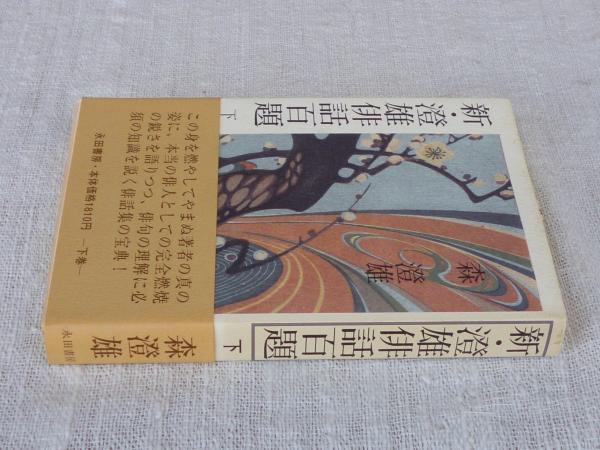 新・澄雄俳話百題 下
森澄雄
この身を燃やしてやまぬ著者の真の
姿に、本当の俳人としての完全燃焼
の鋭さを語りつつ、俳句の理解に必
須の知識を説く俳話集の宝典！
永田書房・本体価格1810円 ―下巻―
新・澄雄俳話百題 下
森澄雄
永田書房